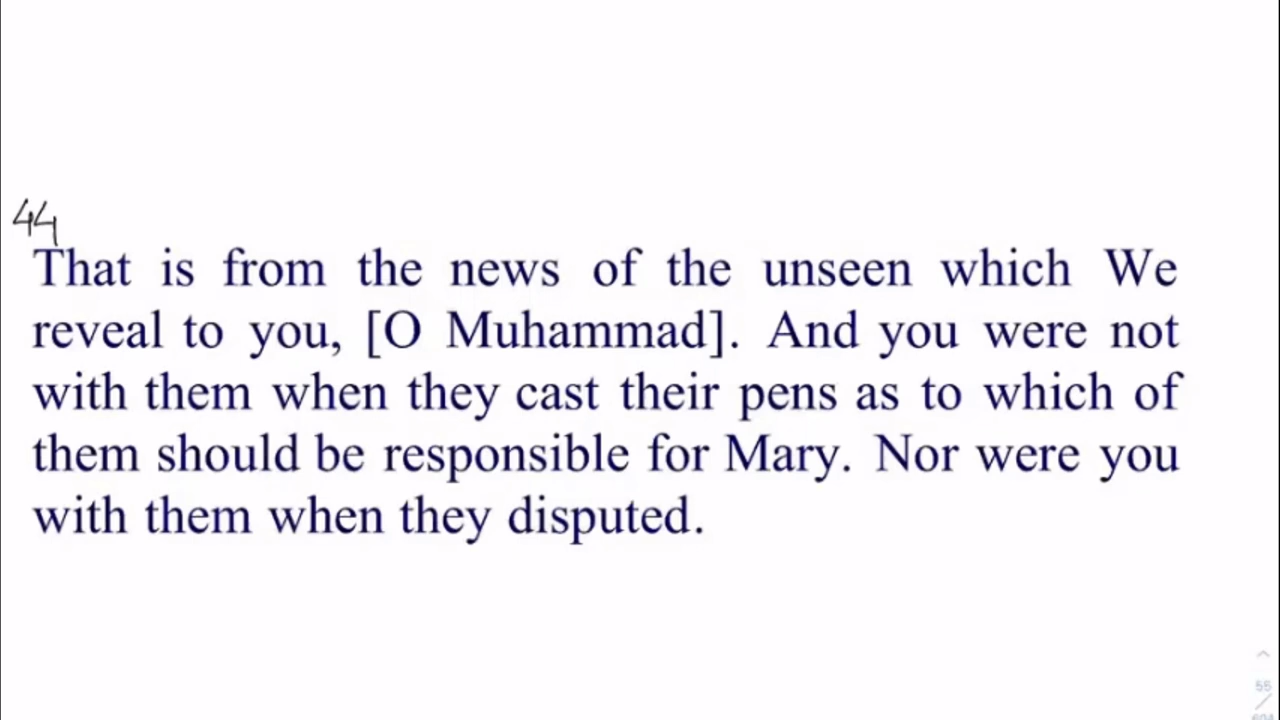 44
That is from the news of the unseen which We
reveal to you, [O Muhammad]. And you were not
with them when they cast their pens as to which of
them should be responsible for Mary. Nor were you
with them when they disputed.
55
/